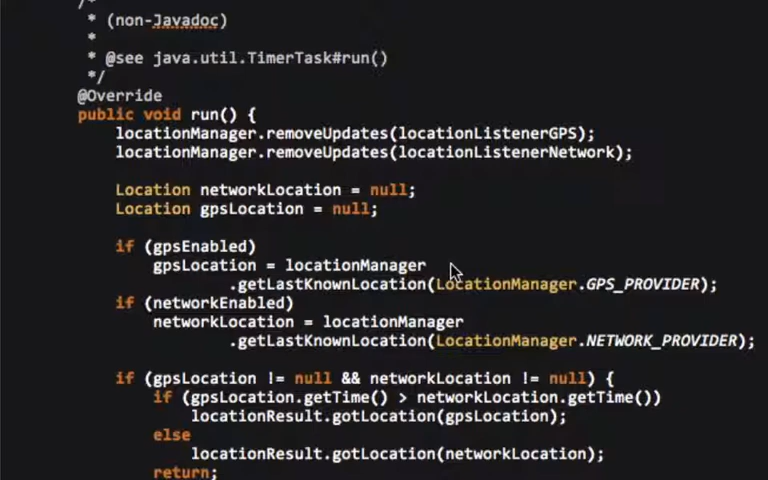 /*
* (non-Javadoc)
*
* @see java.util.TimerTask#run()
*/
@Override
public void run() {
locationManager.removeUpdates(locationListenerGPS);
locationManager.removeUpdates(locationListenerNetwork);
Location networkLocation = null;
Location gpsLocation = null;
if (gpsEnabled)
gpsLocation = locationManager
.getLastKnownLocation(LocationManager.GPS_PROVIDER);
if (networkEnabled)
networkLocation = locationManager
.getLastKnownLocation(LocationManager.NETWORK_PROVIDER);
if (gpsLocation != null && networkLocation != null) {
if (gpsLocation.getTime() > networkLocation.getTime())
locationResult.gotLocation(gpsLocation);
else
locationResult.gotLocation(networkLocation);
return;